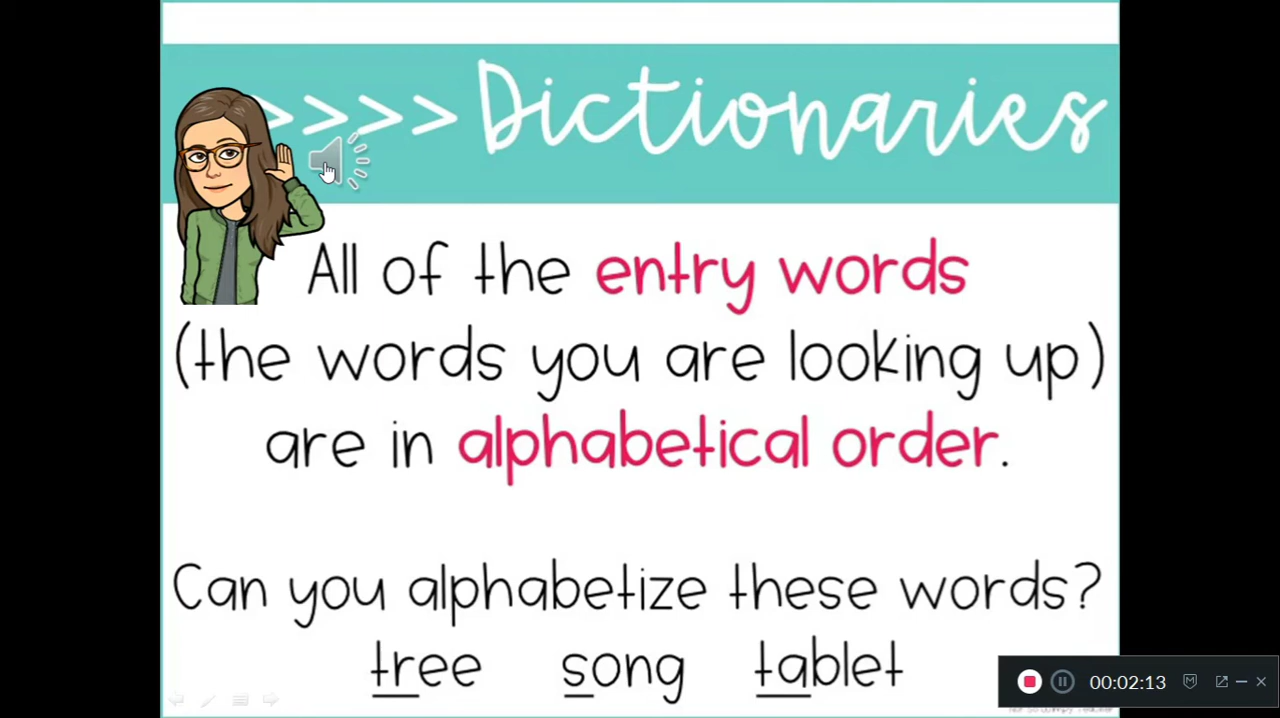 >>>> Dictionaries
All of the entry words
(the words you are looking up)
are in alphabetical order.
Can you alphabetize these words?
tree song tablet
00:02:13